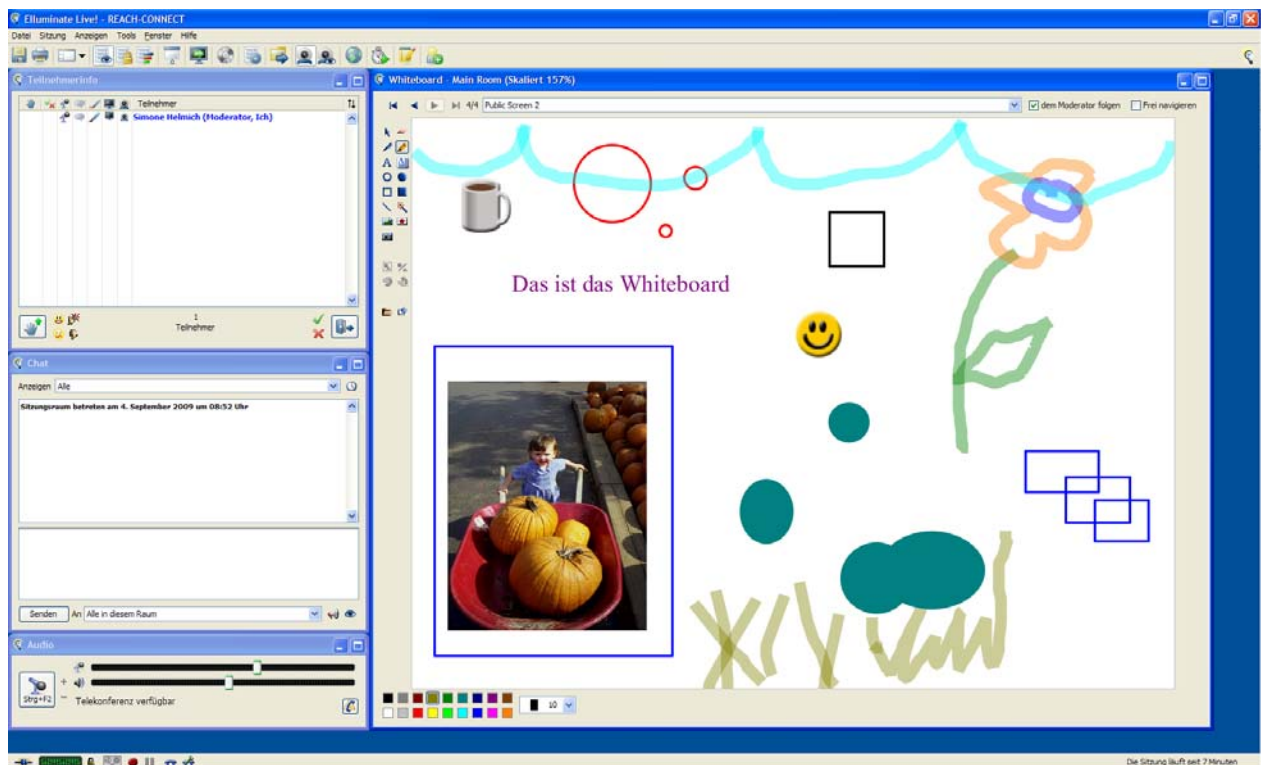 Elluminate Live! - REACH-CONNECT
Datei Sitzung Anzeigen Tools Fenster Hilfe
Teilnehmerinfo
Teilnehmer
Simone Helmich (Moderator, Ich)
1
Teilnehmer
Chat
Anzeigen Alle
Sitzungsraum betreten am 4. September 2009 um 08:52 Uhr
Senden An Alle in diesem Raum
Audio
Strg+F2
Telekonferenz verfügbar
Whiteboard - Main Room (Skaliert 157%)
4/4 Public Screen 2 dem Moderator folgen Frei navigieren
Das ist das Whiteboard
10
Die Sitzung läuft seit 7 Minuten